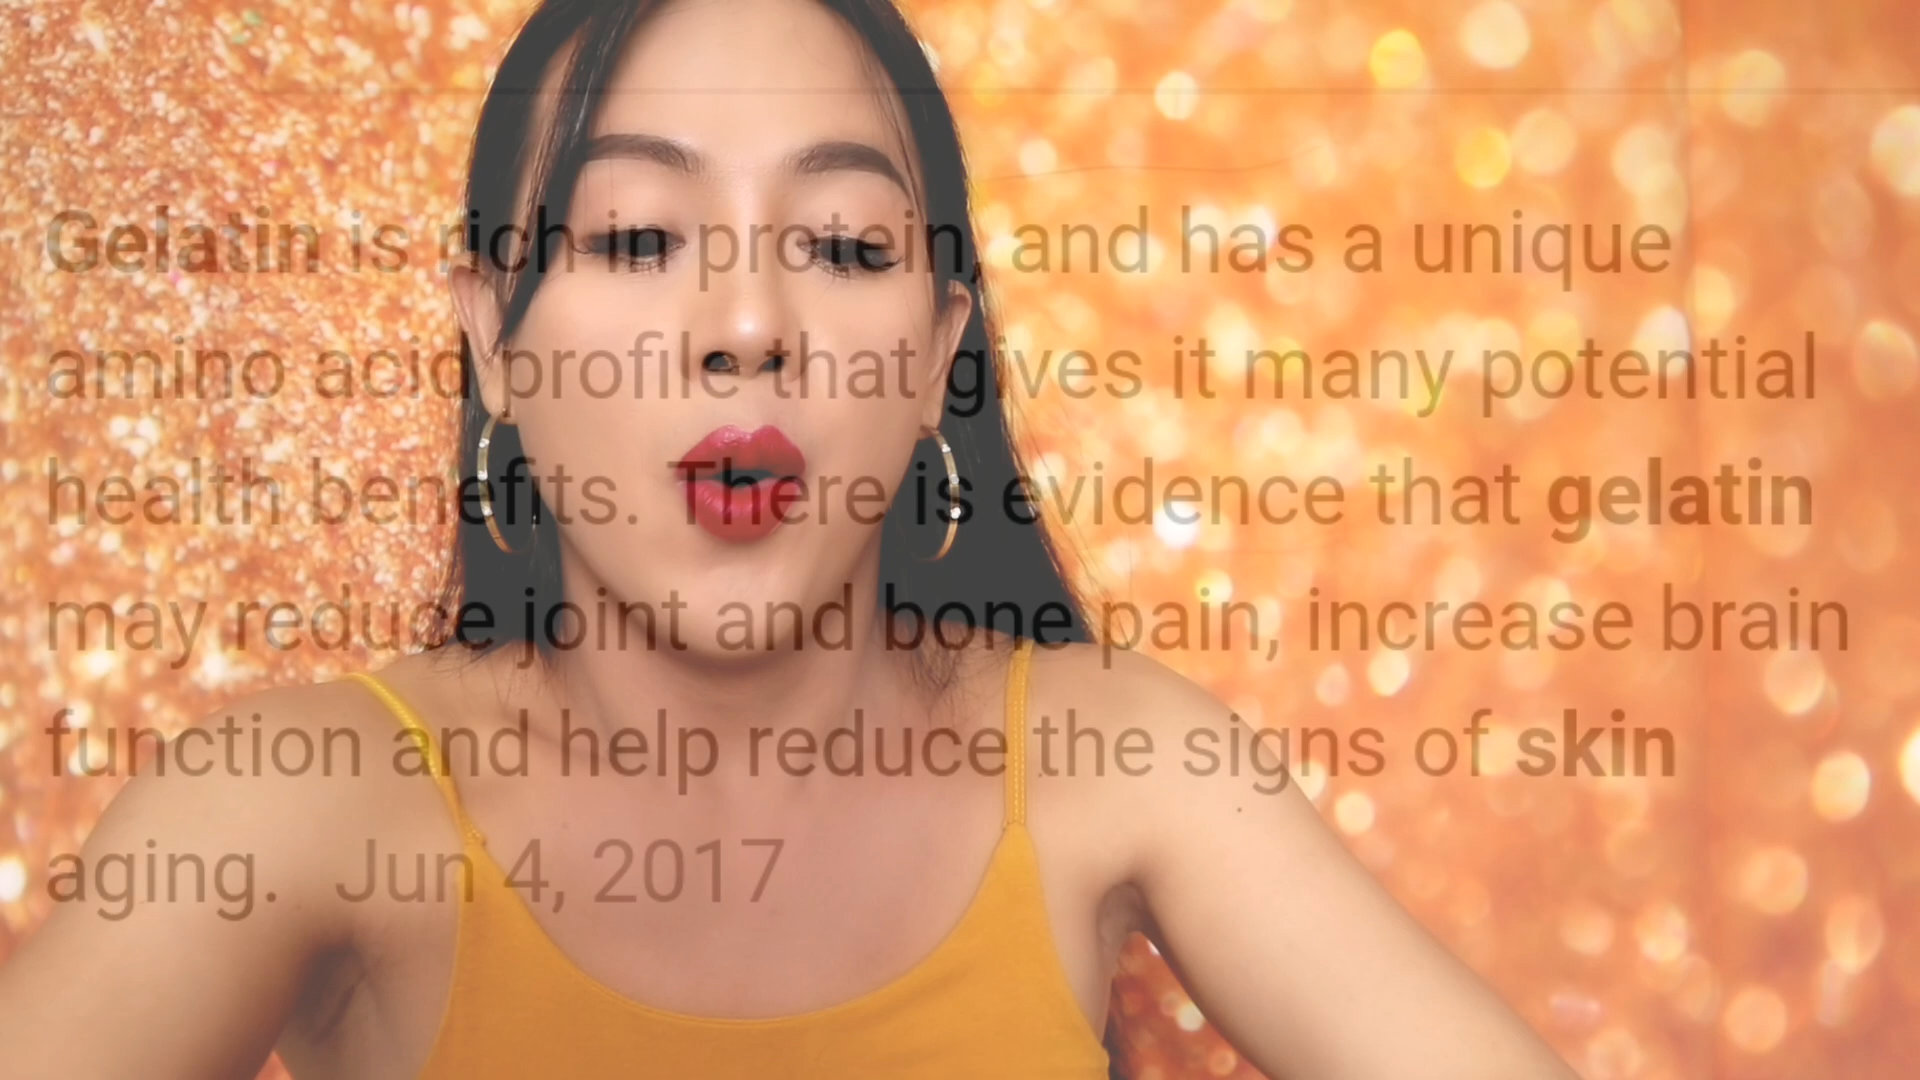 Gelatin is rich in protein, and has a unique
amino acid profile that gives it many potential
health benefits. There is evidence that gelatin
may reduce joint and bone pain, increase brain
function and help reduce the signs of skin
aging. Jun 4, 2017